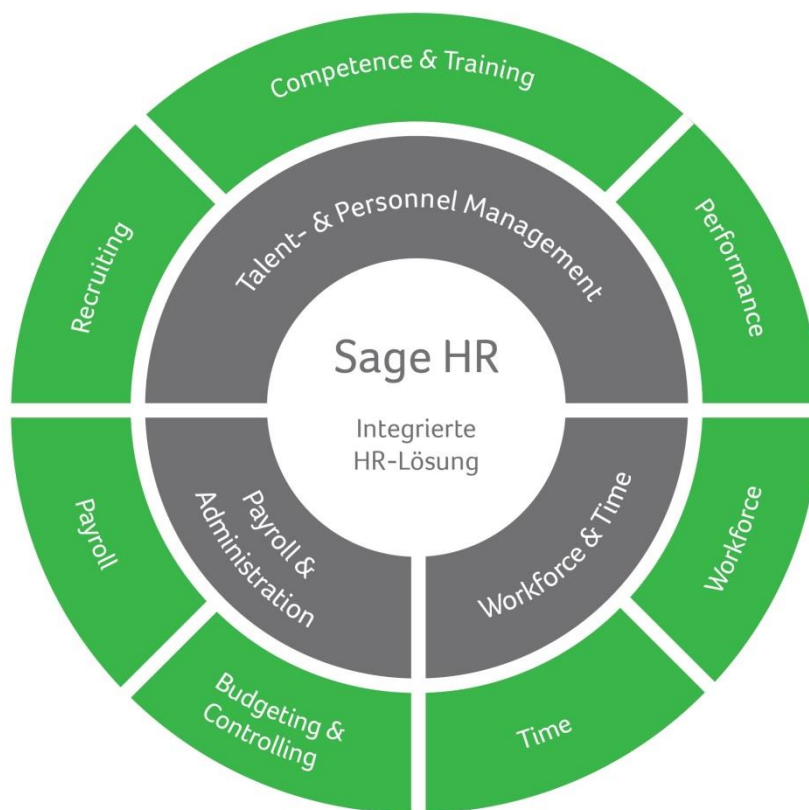 Competence & Training
Recruiting
Performance
Talent- & Personnel Management
Sage HR
Integrierte
HR-Lösung
Payroll &
Administration
Workforce & Time
Payroll
Workforce
Budgeting &
Controlling
Time